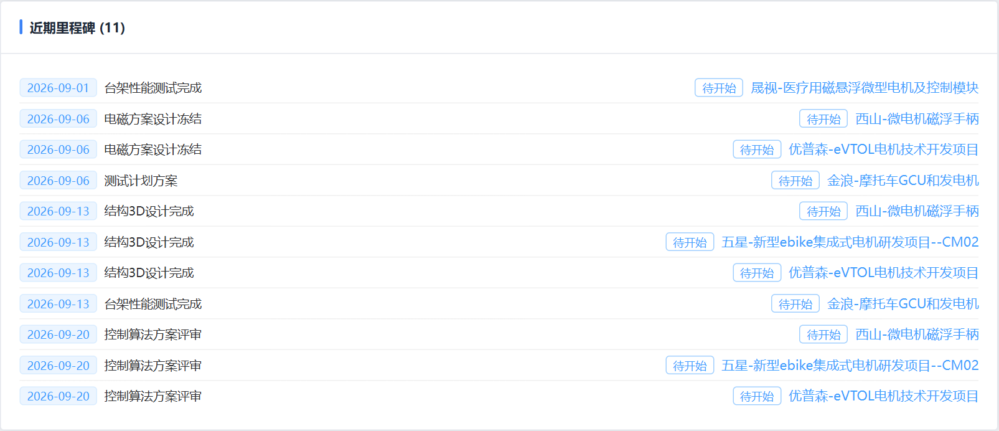 近期里程碑 (11)
2026-09-01 台架性能测试完成 待开始 晟视-医疗用磁悬浮微型电机及控制模块
2026-09-06 电磁方案设计冻结 待开始 西山-微电机磁浮手柄
2026-09-06 电磁方案设计冻结 待开始 优普森-eVTOL电机技术开发项目
2026-09-06 测试计划方案 待开始 金浪-摩托车GCU和发电机
2026-09-13 结构3D设计完成 待开始 西山-微电机磁浮手柄
2026-09-13 结构3D设计完成 待开始 五星-新型ebike集成式电机研发项目--CM02
2026-09-13 结构3D设计完成 待开始 优普森-eVTOL电机技术开发项目
2026-09-13 台架性能测试完成 待开始 金浪-摩托车GCU和发电机
2026-09-20 控制算法方案评审 待开始 西山-微电机磁浮手柄
2026-09-20 控制算法方案评审 待开始 五星-新型ebike集成式电机研发项目--CM02
2026-09-20 控制算法方案评审 待开始 优普森-eVTOL电机技术开发项目